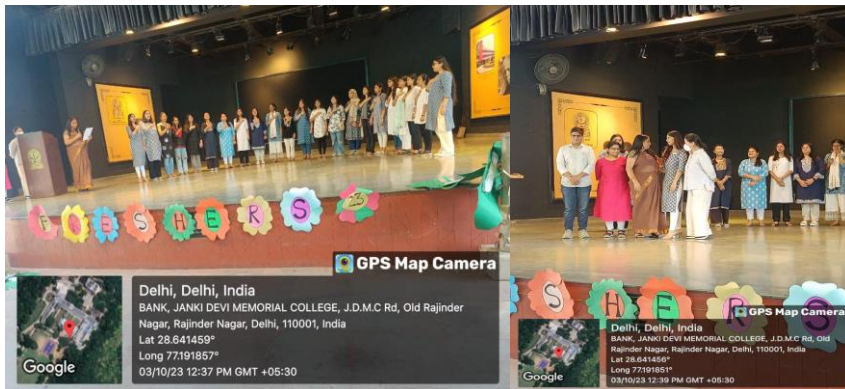 FRESHERS 23
GPS Map Camera
Delhi, Delhi, India
BANK, JANKI DEVI MEMORIAL COLLEGE, J.D.M.C Rd, Old Rajinder
Nagar, Rajinder Nagar, Delhi, 110001, India
Lat 28.641459°
Long 77.191857°
03/10/23 12:37 PM GMT +05:30
Google
SHERS
GPS Map Camera
Delhi, Delhi, India
BANK, JANKI DEVI MEMORIAL COLLEGE, J.D.M.C Rd, Old
Rajinder Nagar, Rajinder Nagar, Delhi, 110001, India
Lat 28.641456°
Long 77.191851°
03/10/23 12:39 PM GMT +05:30
Google